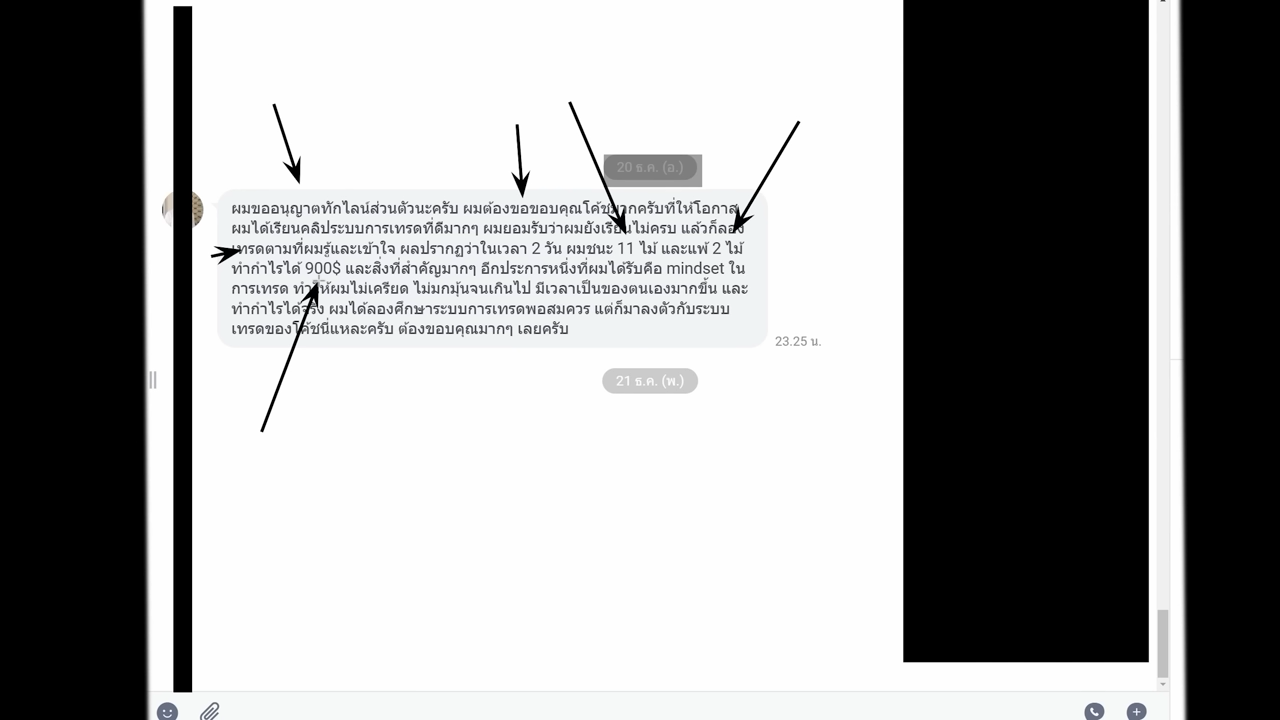 20 ธ.ค. (อ.)
ผมขออนุญาตทักไลน์ส่วนตัวนะครับ ผมต้องขอขอบคุณโค้ชมากครับที่ให้โอกาส
ผมได้เรียนคลิประบบการเทรดที่ดีมากๆ ผมยอมรับว่าผมยังเรียนไม่ครบ แล้วก็ลอง
เทรดตามที่ผมรู้และเข้าใจ ผลปรากฏว่าในเวลา 2 วัน ผมชนะ 11 ไม้ และแพ้ 2 ไม้
ทำกำไรได้ 900$ และสิ่งที่สำคัญมากๆ อีกประการหนึ่งที่ผมได้รับคือ mindset ใน
การเทรด ทำให้ผมไม่เครียด ไม่มกมุ้นจนเกินไป มีเวลาเป็นของตนเองมากขึ้น และ
ทำกำไรได้จริง ผมได้ลองศึกษาระบบการเทรดพอสมควร แต่ก็มาลงตัวกับระบบ
เทรดของโค้ชนี่แหละครับ ต้องขอบคุณมากๆ เลยครับ
23.25 น.
21 ธ.ค. (พ.)